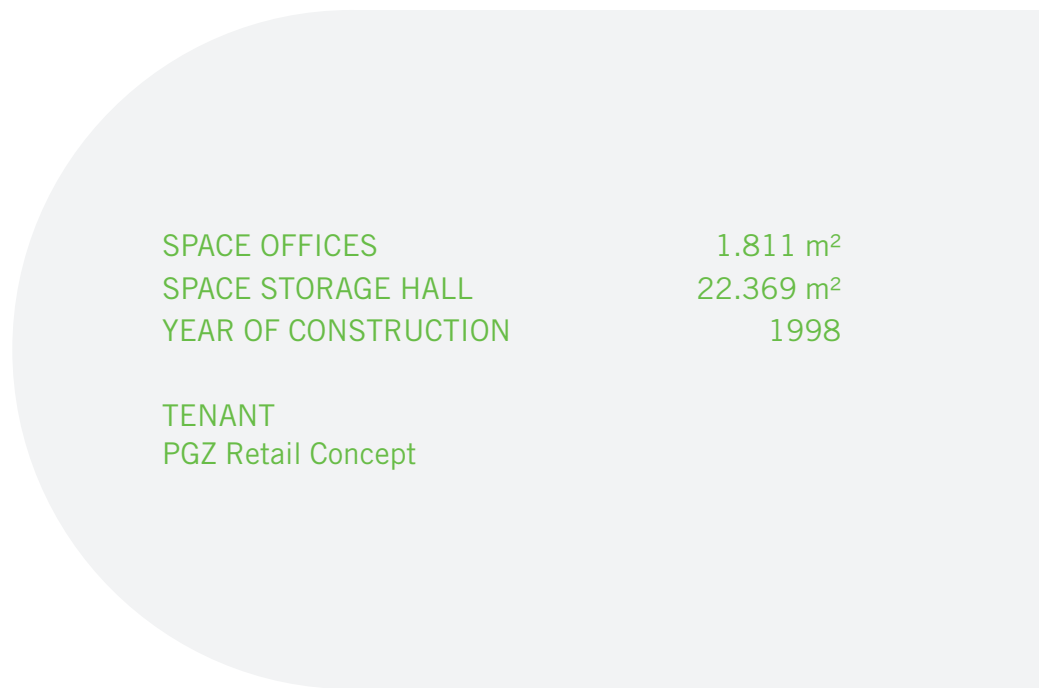 SPACE OFFICES 1.811 m²
SPACE STORAGE HALL 22.369 m²
YEAR OF CONSTRUCTION 1998
TENANT
PGZ Retail Concept